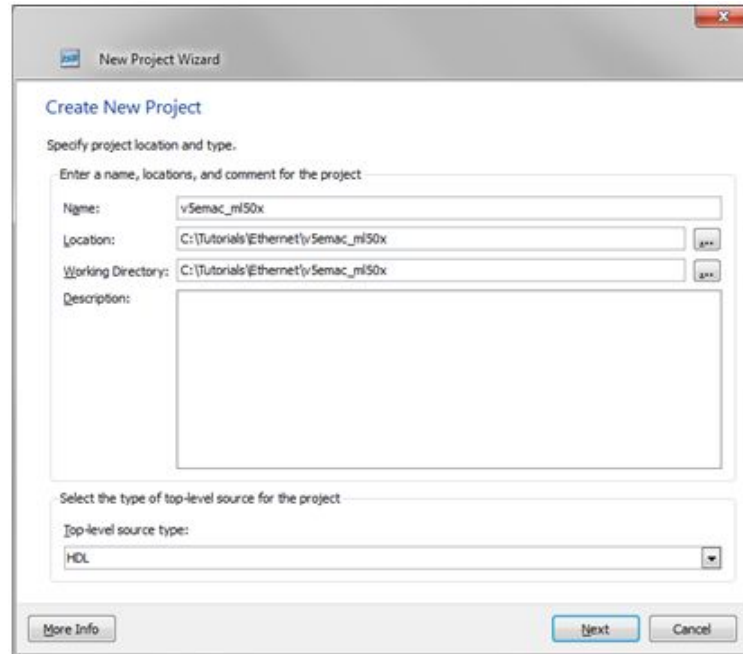 New Project Wizard
Create New Project
Specify project location and type.
Enter a name, locations, and comment for the project
Name: v5emac_ml50x
Location: C:\Tutorials\Ethernet\v5emac_ml50x ...
Working Directory: C:\Tutorials\Ethernet\v5emac_ml50x ...
Description:
Select the type of top-level source for the project
Top-level source type:
HDL
More Info Next Cancel